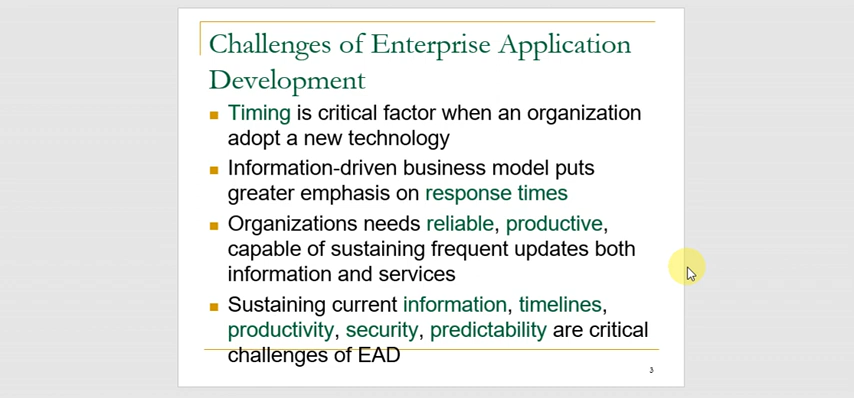 Challenges of Enterprise Application
Development
Timing is critical factor when an organization
adopt a new technology
Information-driven business model puts
greater emphasis on response times
Organizations needs reliable, productive,
capable of sustaining frequent updates both
information and services
Sustaining current information, timelines,
productivity, security, predictability are critical
challenges of EAD
3